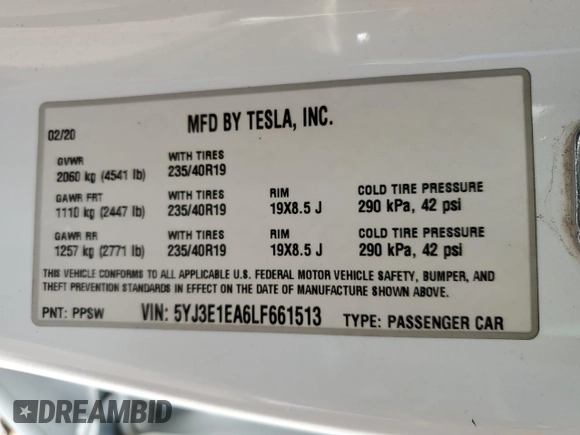 MFD BY TESLA, INC.
02/20
GVWR WITH TIRES
2060 kg (4541 lb) 235/40R19
GAWR FRT WITH TIRES RIM COLD TIRE PRESSURE
1110 kg (2447 lb) 235/40R19 19X8.5 J 290 kPa, 42 psi
GAWR RR WITH TIRES RIM COLD TIRE PRESSURE
1257 kg (2771 lb) 235/40R19 19X8.5 J 290 kPa, 42 psi
THIS VEHICLE CONFORMS TO ALL APPLICABLE U.S. FEDERAL MOTOR VEHICLE SAFETY, BUMPER, AND
THEFT PREVENTION STANDARDS IN EFFECT ON THE DATE OF MANUFACTURE SHOWN ABOVE.
PNT: PPSW VIN: 5YJ3E1EA6LF661513 TYPE: PASSENGER CAR
DREAMBID